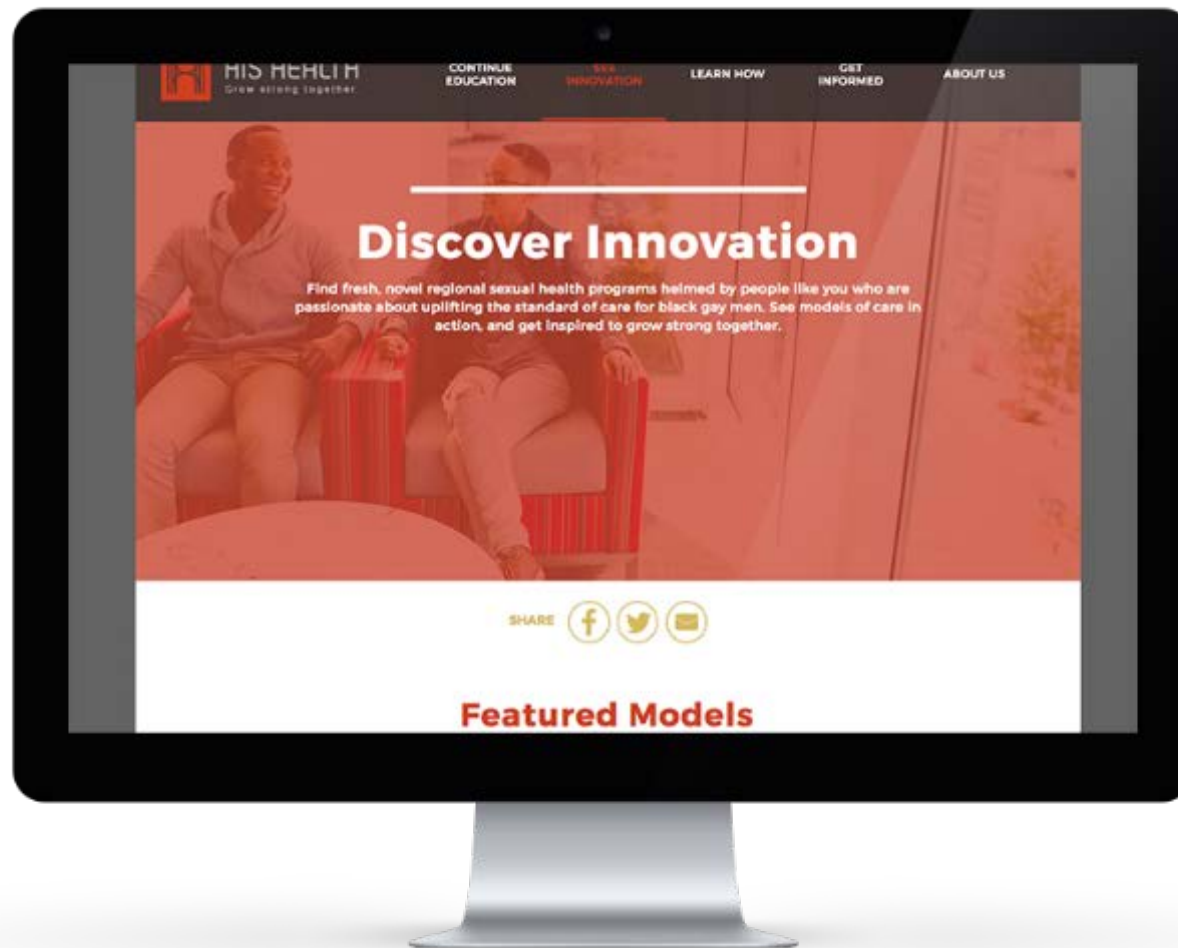 HIS HEALTH
Grow strong together
CONTINUE
EDUCATION
SEE
INNOVATION
LEARN HOW
GET
INFORMED
ABOUT US
Discover Innovation
Find fresh, novel regional sexual health programs helmed by people like you who are
passionate about uplifting the standard of care for black gay men. See models of care in
action, and get inspired to grow strong together.
SHARE
Featured Models